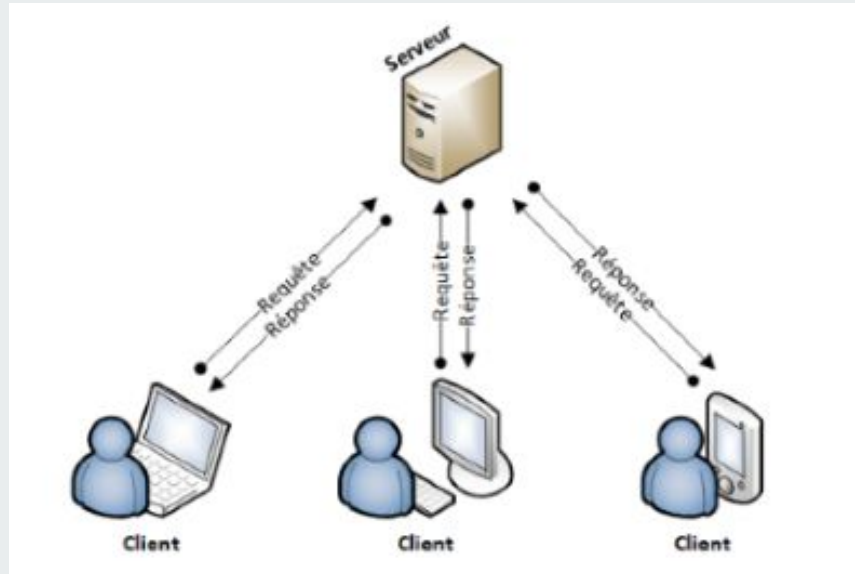 Serveur
Requête
Réponse
Requête
Réponse
Réponse
Requête
Client
Client
Client